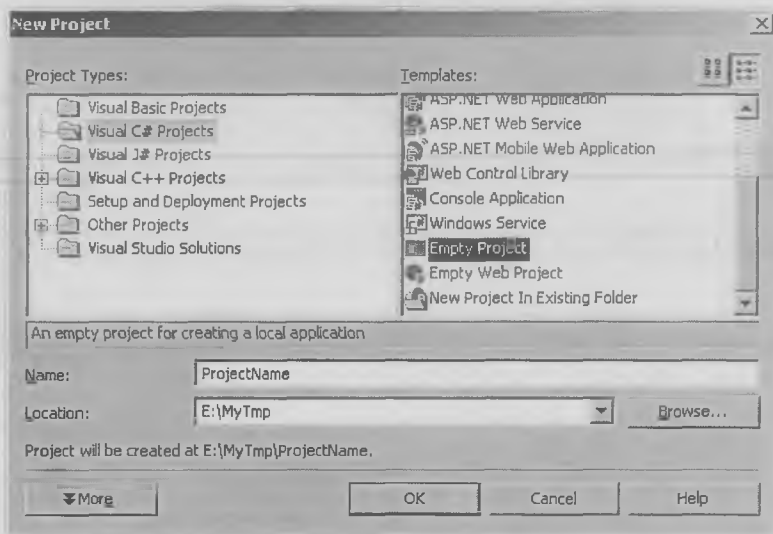 New Project
Project Types:
Visual Basic Projects
Visual C# Projects
Visual J# Projects
Visual C++ Projects
Setup and Deployment Projects
Other Projects
Visual Studio Solutions
Templates:
ASP.NET Web Application
ASP.NET Web Service
ASP.NET Mobile Web Application
Web Control Library
Console Application
Windows Service
Empty Project
Empty Web Project
New Project In Existing Folder
An empty project for creating a local application
Name:
ProjectName
Location:
E:\MyTmp
Browse...
Project will be created at E:\MyTmp\ProjectName.
More
OK
Cancel
Help